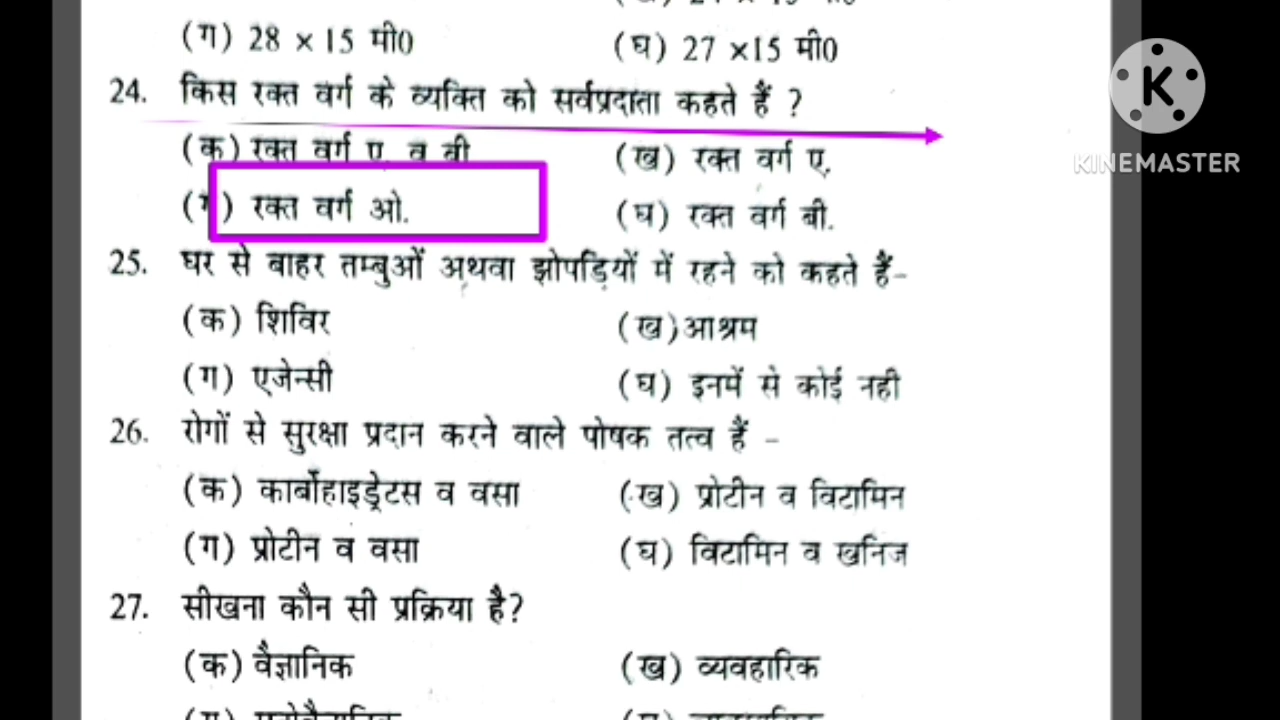 (ग) 28 × 15 मी0 (घ) 27 ×15 मी0
24. किस रक्त वर्ग के व्यक्ति को सर्वप्रदाता कहते हैं ?
(क) रक्त वर्ग ए. व बी (ख) रक्त वर्ग ए.
(ग) रक्त वर्ग ओ. (घ) रक्त वर्ग बी.
25. घर से बाहर तम्बुओं अथवा झोपड़ियों में रहने को कहते हैं-
(क) शिविर (ख) आश्रम
(ग) एजेन्सी (घ) इनमें से कोई नही
26. रोगों से सुरक्षा प्रदान करने वाले पोषक तत्व हैं -
(क) कार्बोहाइड्रेटस व वसा (ख) प्रोटीन व विटामिन
(ग) प्रोटीन व वसा (घ) विटामिन व खनिज
27. सीखना कौन सी प्रक्रिया है?
(क) वैज्ञानिक (ख) व्यवहारिक
K
KINEMASTER